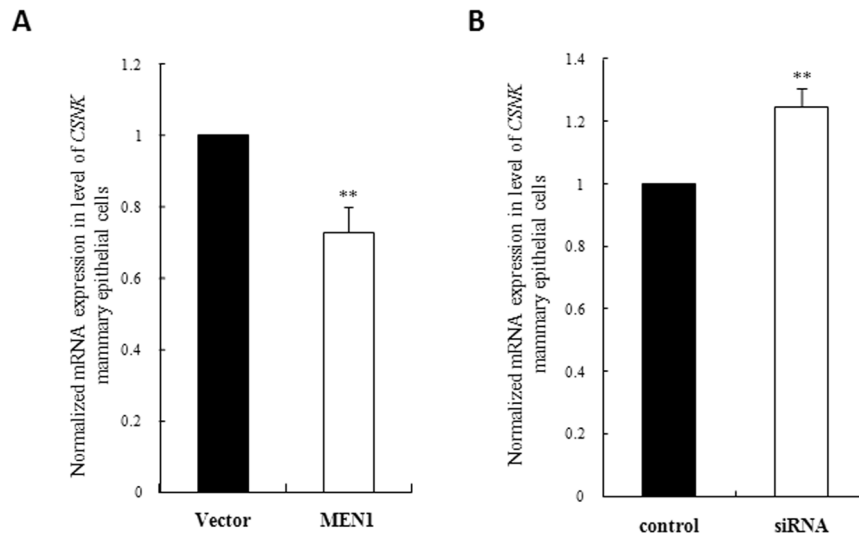 A
Normalized mRNA expression in level of CSNK
mammary epithelial cells
1.2
1
0.8
0.6
0.4
0.2
0
**
Vector
MEN1
B
Normalized mRNA expression in level of CSNK
mammary epithelial cells
1.4
1.2
1
0.8
0.6
0.4
0.2
0
**
control
siRNA